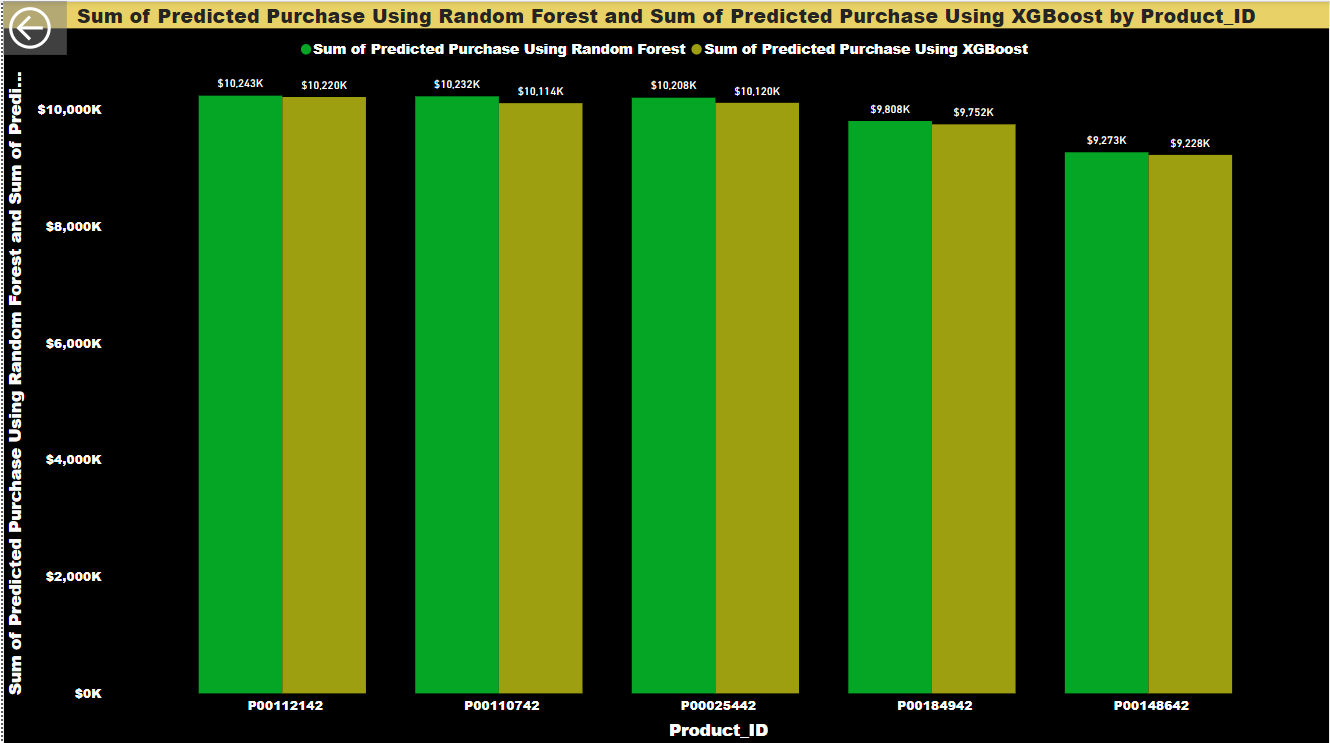 Sum of Predicted Purchase Using Random Forest and Sum of Predicted Purchase Using XGBoost by Product_ID
Sum of Predicted Purchase Using Random Forest Sum of Predicted Purchase Using XGBoost
Sum of Predicted Purchase Using Random Forest and Sum of Predi...
$10,000K
$8,000K
$6,000K
$4,000K
$2,000K
$0K
$10,243K $10,220K $10,232K $10,114K $10,208K $10,120K $9,808K $9,752K $9,273K $9,228K
P00112142 P00110742 P00025442 P00184942 P00148642
Product_ID